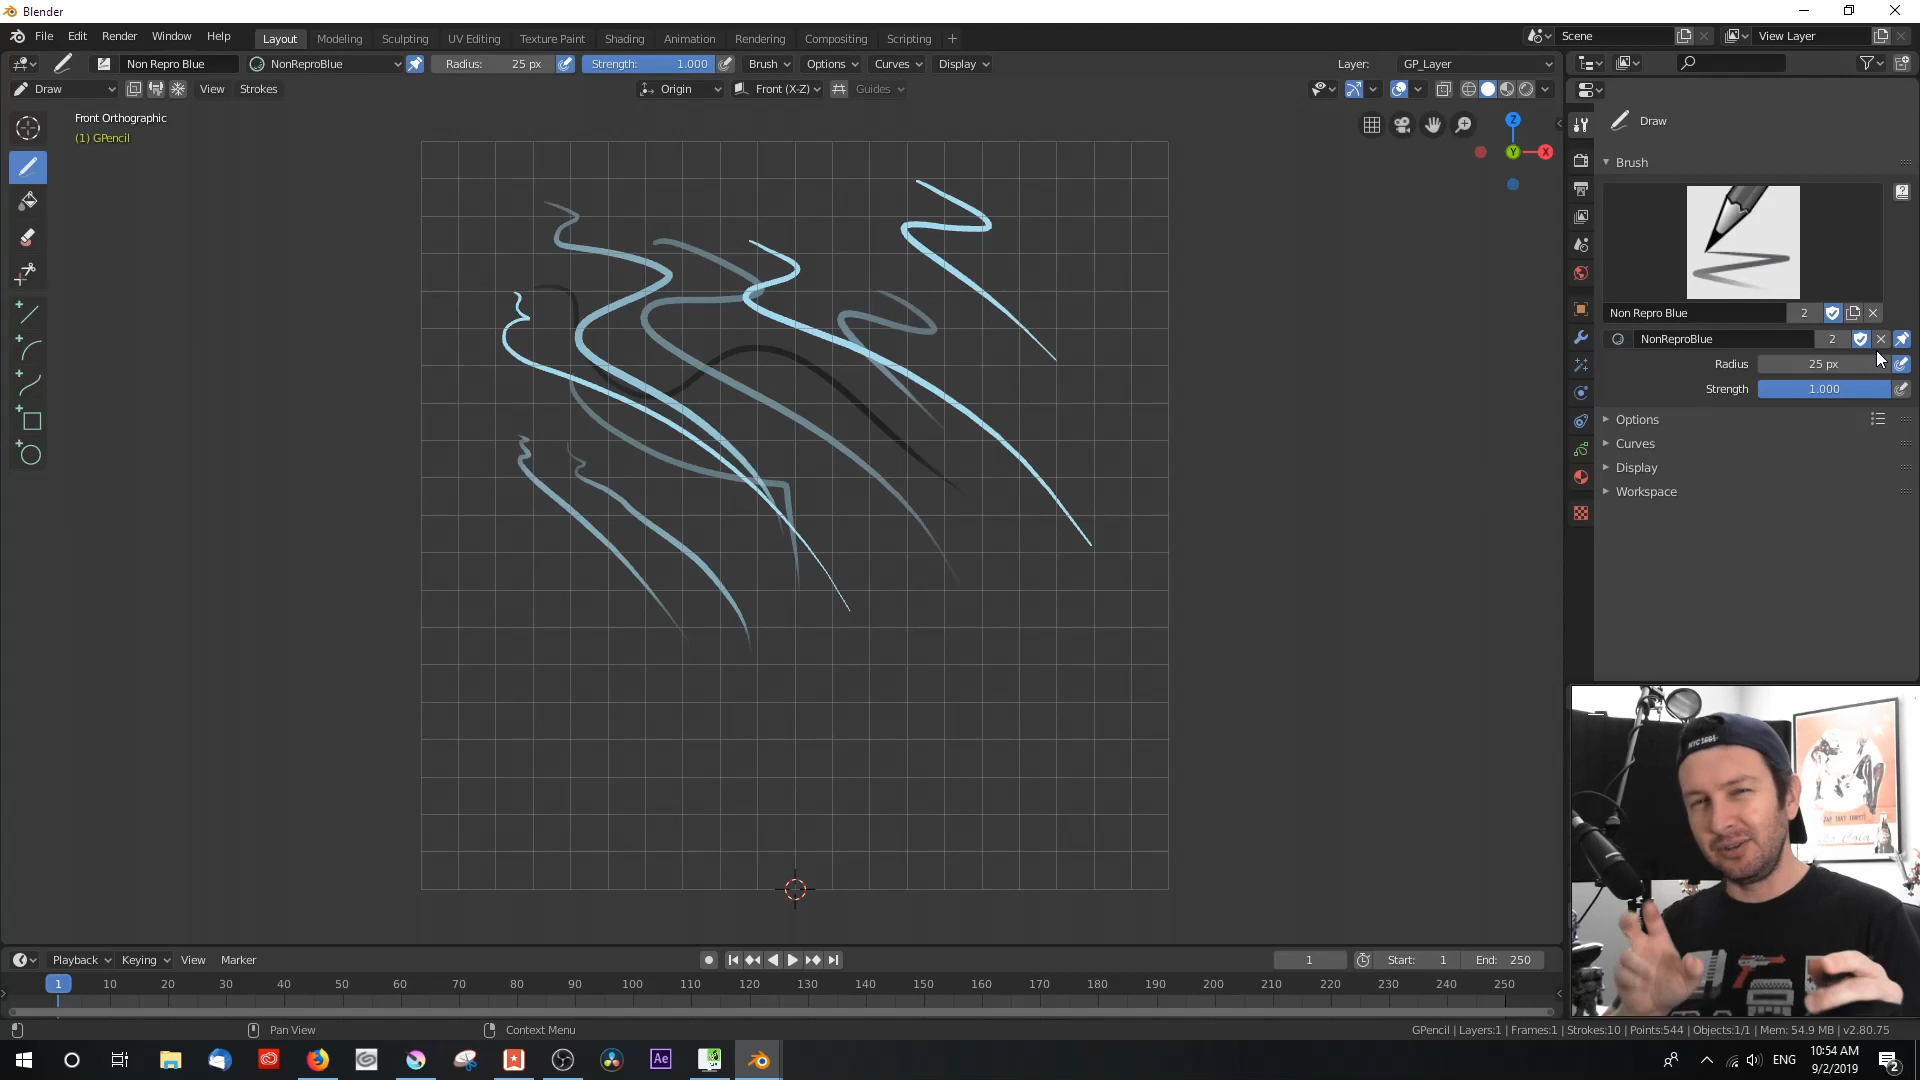 Blender
File Edit Render Window Help Layout Modeling Sculpting UV Editing Texture Paint Shading Animation Rendering Compositing Scripting + Scene View Layer
Non Repro Blue NonReproBlue Radius: 25 px Strength: 1.000 Brush Options Curves Display Layer: GP_Layer
Draw View Strokes Origin Front (X-Z) Guides
Front Orthographic
(1) GPencil
Z
Y X
Draw
Brush
Non Repro Blue 2
NonReproBlue 2
Radius 25 px
Strength 1.000
Options
Curves
Display
Workspace
Playback Keying View Marker 1 Start: 1 End: 250
1 10 20 30 40 50 60 70 80 90 100 110 120 130 140 150 160 170 180 190 200 210 220 230 240 250
Pan View Context Menu GPencil | Layers:1 | Frames:1 | Strokes:10 | Points:544 | Objects:1/1 | Mem: 54.9 MB | v2.80.75
Ae ENG 10:54 AM
9/2/2019 2